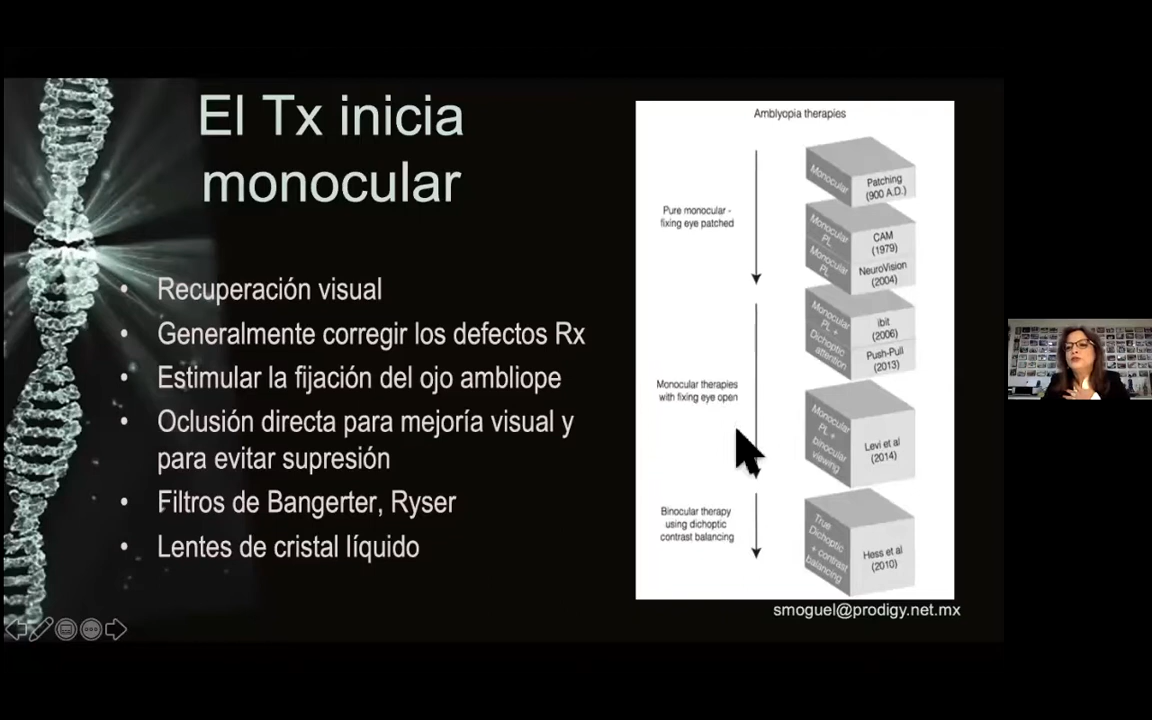 El Tx inicia
monocular
• Recuperación visual
• Generalmente corregir los defectos Rx
• Estimular la fijación del ojo ambliope
• Oclusión directa para mejoría visual y
para evitar supresión
• Filtros de Bangerter, Ryser
• Lentes de cristal líquido
Amblyopia therapies
Pure monocular -
fixing eye patched
Monocular therapies
with fixing eye open
Binocular therapy
using dichoptic
contrast balancing
Monocular
Patching
(900 A.D.)
Monocular
PL
CAM
(1979)
Monocular
PL
NeuroVision
(2004)
Monocular
PL +
Dichoptic
attention
ibit
(2006)
Push-Pull
(2013)
Monocular
PL +
binocular
viewing
Levi et al
(2014)
True
Dichoptic
+ contrast
balancing
Hess et al
(2010)
smoguel@prodigy.net.mx